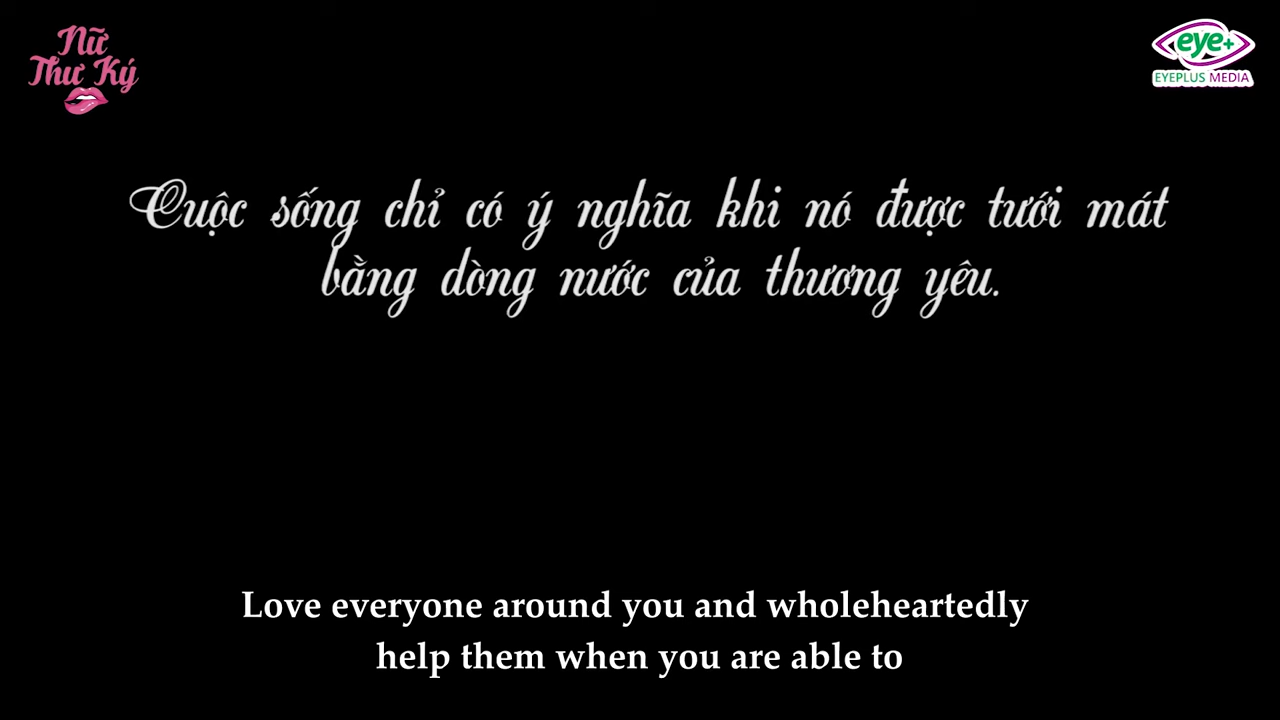 Nữ
Thư Ký
eye+
EYEPLUS MEDIA
Cuộc sống chỉ có ý nghĩa khi nó được tưới mát
bằng dòng nước của thương yêu.
Love everyone around you and wholeheartedly
help them when you are able to